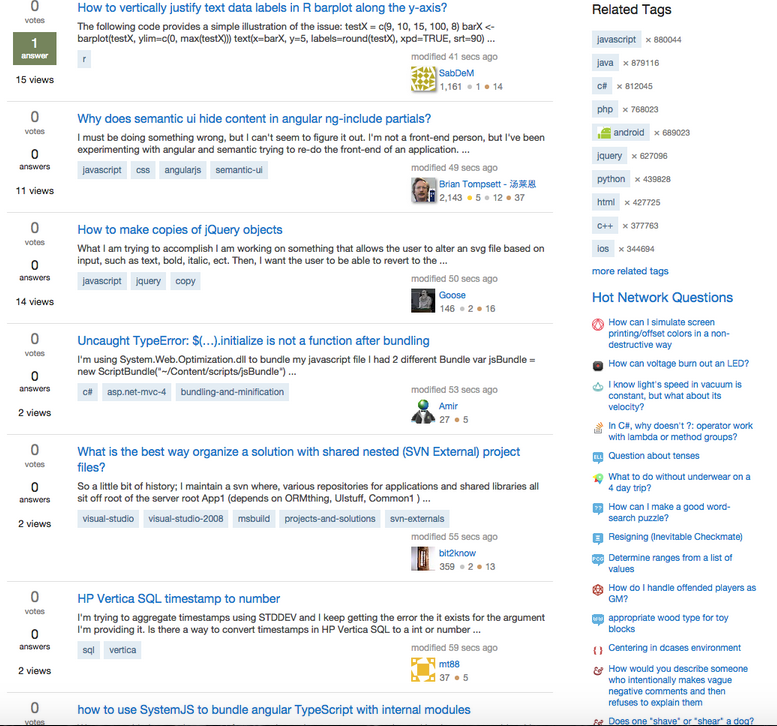 0
votes
1
answer
15 views
How to vertically justify text data labels in R barplot along the y-axis?
The following code provides a simple illustration of the issue: testX = c(9, 10, 15, 100, 8) barX <-
barplot(testX, ylim=c(0, max(testX))) text(x=barX, y=5, labels=round(testX), xpd=TRUE, srt=90) ...
r
modified 41 secs ago
SabDeM
1,161 1 14
0
votes
0
answers
11 views
Why does semantic ui hide content in angular ng-include partials?
I must be doing something wrong, but I can't seem to figure it out. I'm not a front-end person, but I've been
experimenting with angular and semantic trying to re-do the front-end of an application. ...
javascript css angularjs semantic-ui
modified 49 secs ago
Brian Tompsett - 汤莱恩
2,143 5 12 37
0
votes
0
answers
14 views
How to make copies of jQuery objects
What I am trying to accomplish I am working on something that allows the user to alter an svg file based on
input, such as text, bold, italic, ect. Then, I want the user to be able to revert to the ...
javascript jquery copy
modified 50 secs ago
Goose
146 2 16
0
votes
0
answers
2 views
Uncaught TypeError: $(...).initialize is not a function after bundling
I'm using System.Web.Optimization.dll to bundle my javascript file I had 2 different Bundle var jsBundle =
new ScriptBundle("~/Content/scripts/jsBundle") ...
c# asp.net-mvc-4 bundling-and-minification
modified 53 secs ago
Amir
27 5
0
votes
0
answers
2 views
What is the best way organize a solution with shared nested (SVN External) project
files?
So a little bit of history; I maintain a svn where, various repositories for applications and shared libraries all
sit off root of the server root App1 (depends on ORMthing, UIstuff, Common1 ) ...
visual-studio visual-studio-2008 msbuild projects-and-solutions svn-externals
modified 55 secs ago
bit2know
359 2 13
0
votes
0
answers
2 views
HP Vertica SQL timestamp to number
I'm trying to aggregate timestamps using STDDEV and I keep getting the error the it exists for the argument
I'm providing it. Is there a way to convert timestamps in HP Vertica SQL to a int or number ...
sql vertica
modified 59 secs ago
mt88
37 5
0
votes
how to use SystemJS to bundle angular TypeScript with internal modules
Related Tags
javascript × 880044
java × 879116
c# × 812045
php × 768023
android × 689023
jquery × 627096
python × 439828
html × 427725
c++ × 377763
ios × 344694
more related tags
Hot Network Questions
How can I simulate screen
printing/offset colors in a non-
destructive way
How can voltage burn out an LED?
I know light's speed in vacuum is
constant, but what about its
velocity?
In C#, why doesn't ?: operator work
with lambda or method groups?
Question about tenses
What to do without underwear on a
4 day trip?
How can I make a good word-
search puzzle?
Resigning (Inevitable Checkmate)
Determine ranges from a list of
values
How do I handle offended players as
GM?
appropriate wood type for toy
blocks
Centering in dcases environment
How would you describe someone
who intentionally makes vague
negative comments and then
refuses to explain them
Does one "shave" or "shear" a dog?